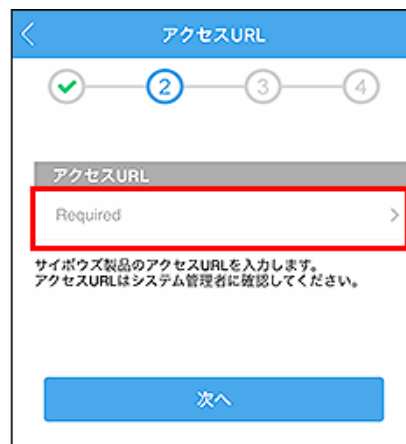 アクセスURL
2
3
4
アクセスURL
Required
サイボウズ製品のアクセスURLを入力します。
アクセスURLはシステム管理者に確認してください。
次へ